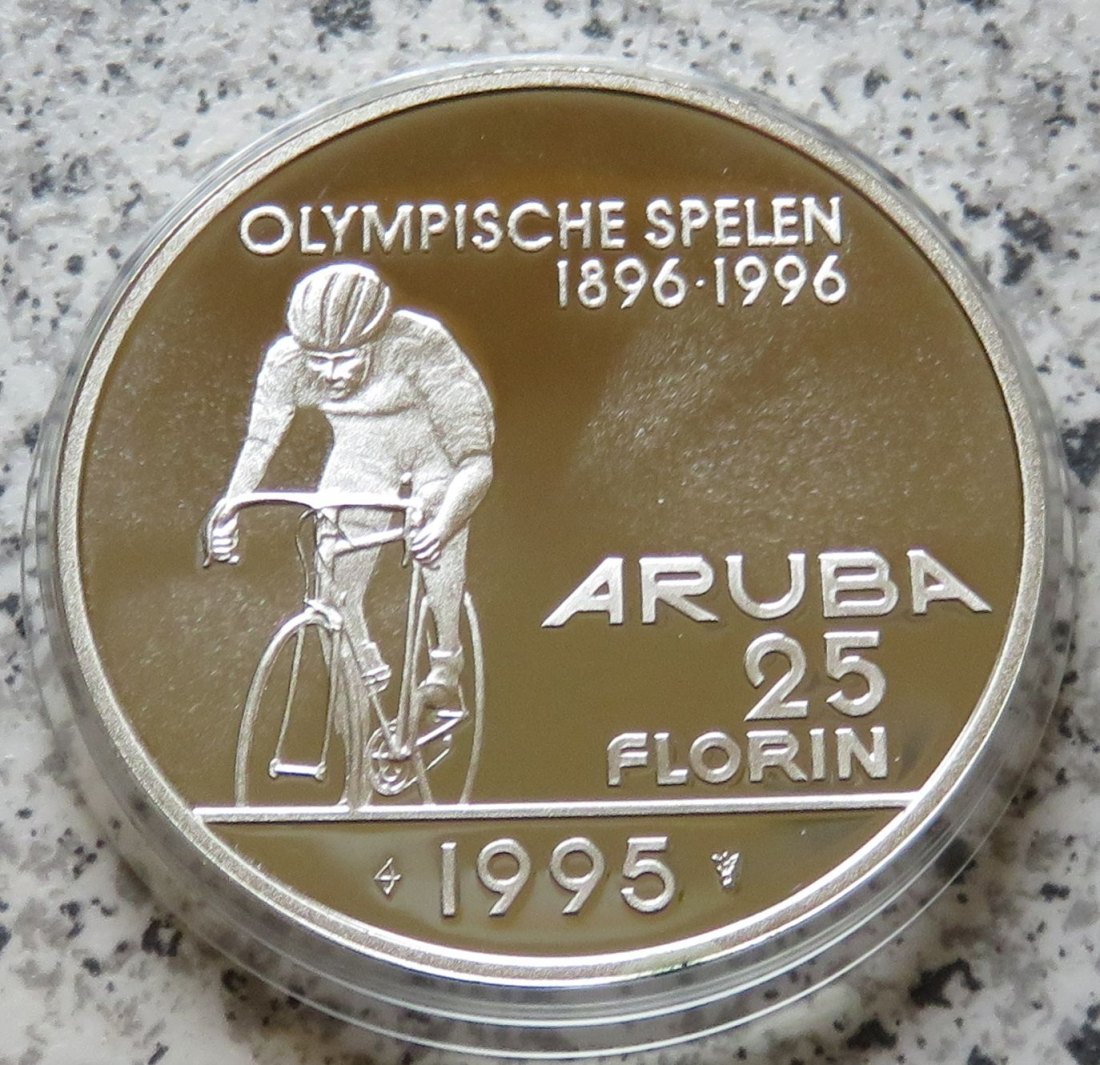 OLYMPISCHE SPELEN
1896·1996
ARUBA
25
FLORIN
1995